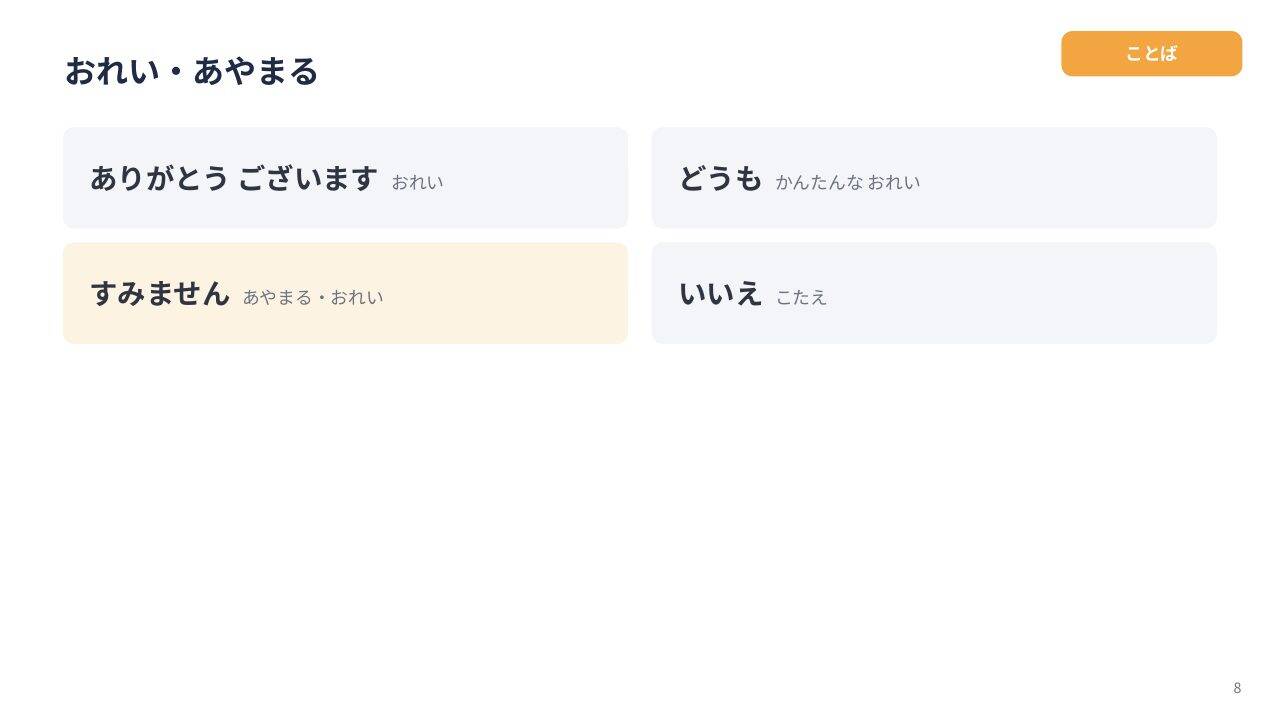 おれい・あやまる
ことば
ありがとう ございます おれい
どうも かんたんな おれい
すみません あやまる・おれい
いいえ こたえ
8